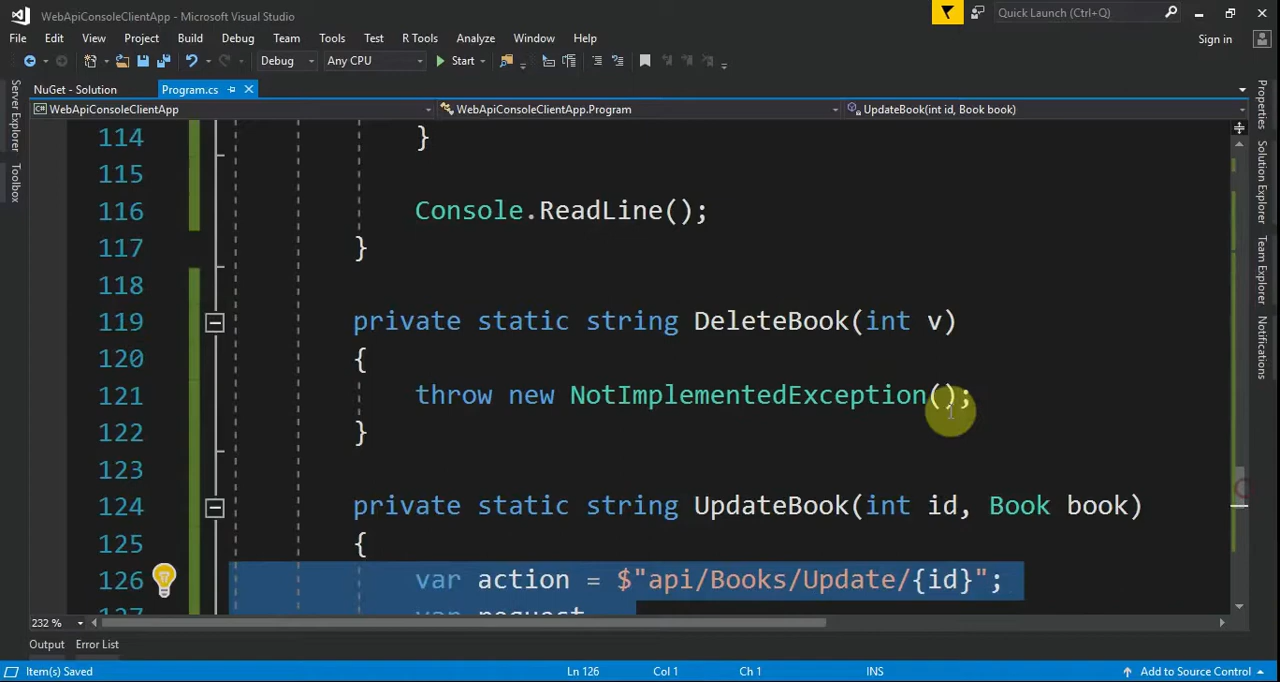 WebApiConsoleClientApp - Microsoft Visual Studio
Quick Launch (Ctrl+Q)
File Edit View Project Build Debug Team Tools Test R Tools Analyze Window Help
Sign in
Debug Any CPU Start
NuGet - Solution Program.cs
WebApiConsoleClientApp WebApiConsoleClientApp.Program UpdateBook(int id, Book book)
Server Explorer
Toolbox
Properties
Solution Explorer
Team Explorer
Notifications
114 }
115
116 Console.ReadLine();
117 }
118
119 private static string DeleteBook(int v)
120 {
121 throw new NotImplementedException();
122 }
123
124 private static string UpdateBook(int id, Book book)
125 {
126 var action = $"api/Books/Update/{id}";
127 var request
232 %
Output Error List
Item(s) Saved Ln 126 Col 1 Ch 1 INS Add to Source Control